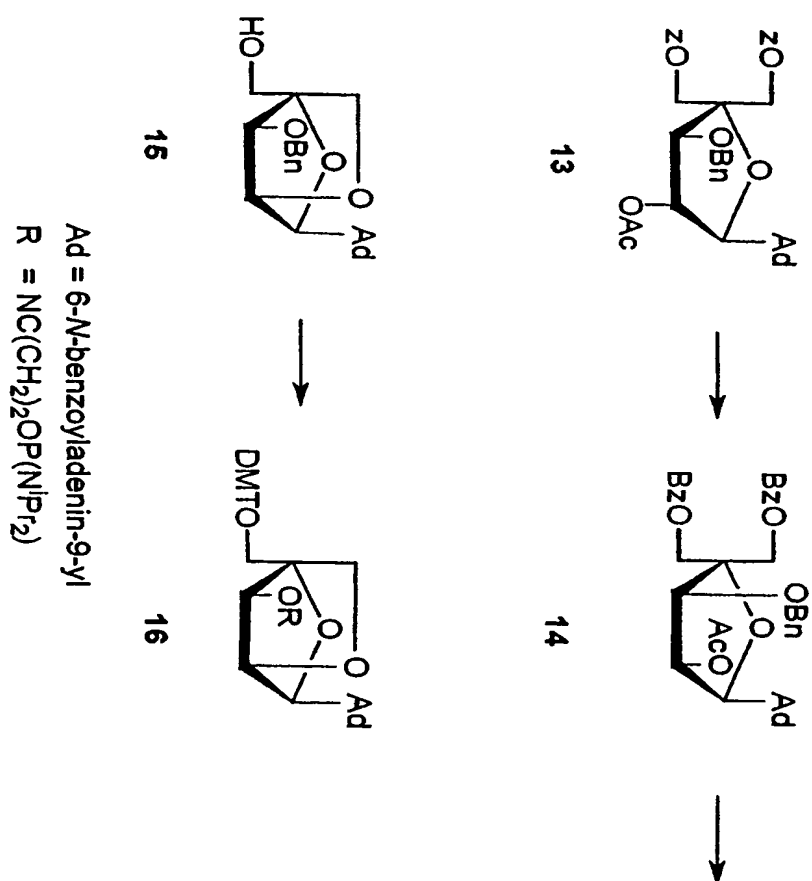 zO
O
Ad
OBn
zO
OAc
13
OBn
BzO
O
Ad
AcO
BzO
14
O
O
Ad
OBn
HO
15
O
O
Ad
OR
DMTO
16
Ad = 6-N-benzoyladenin-9-yl
R = NC(CH₂)₂OP(NⁱPr₂)